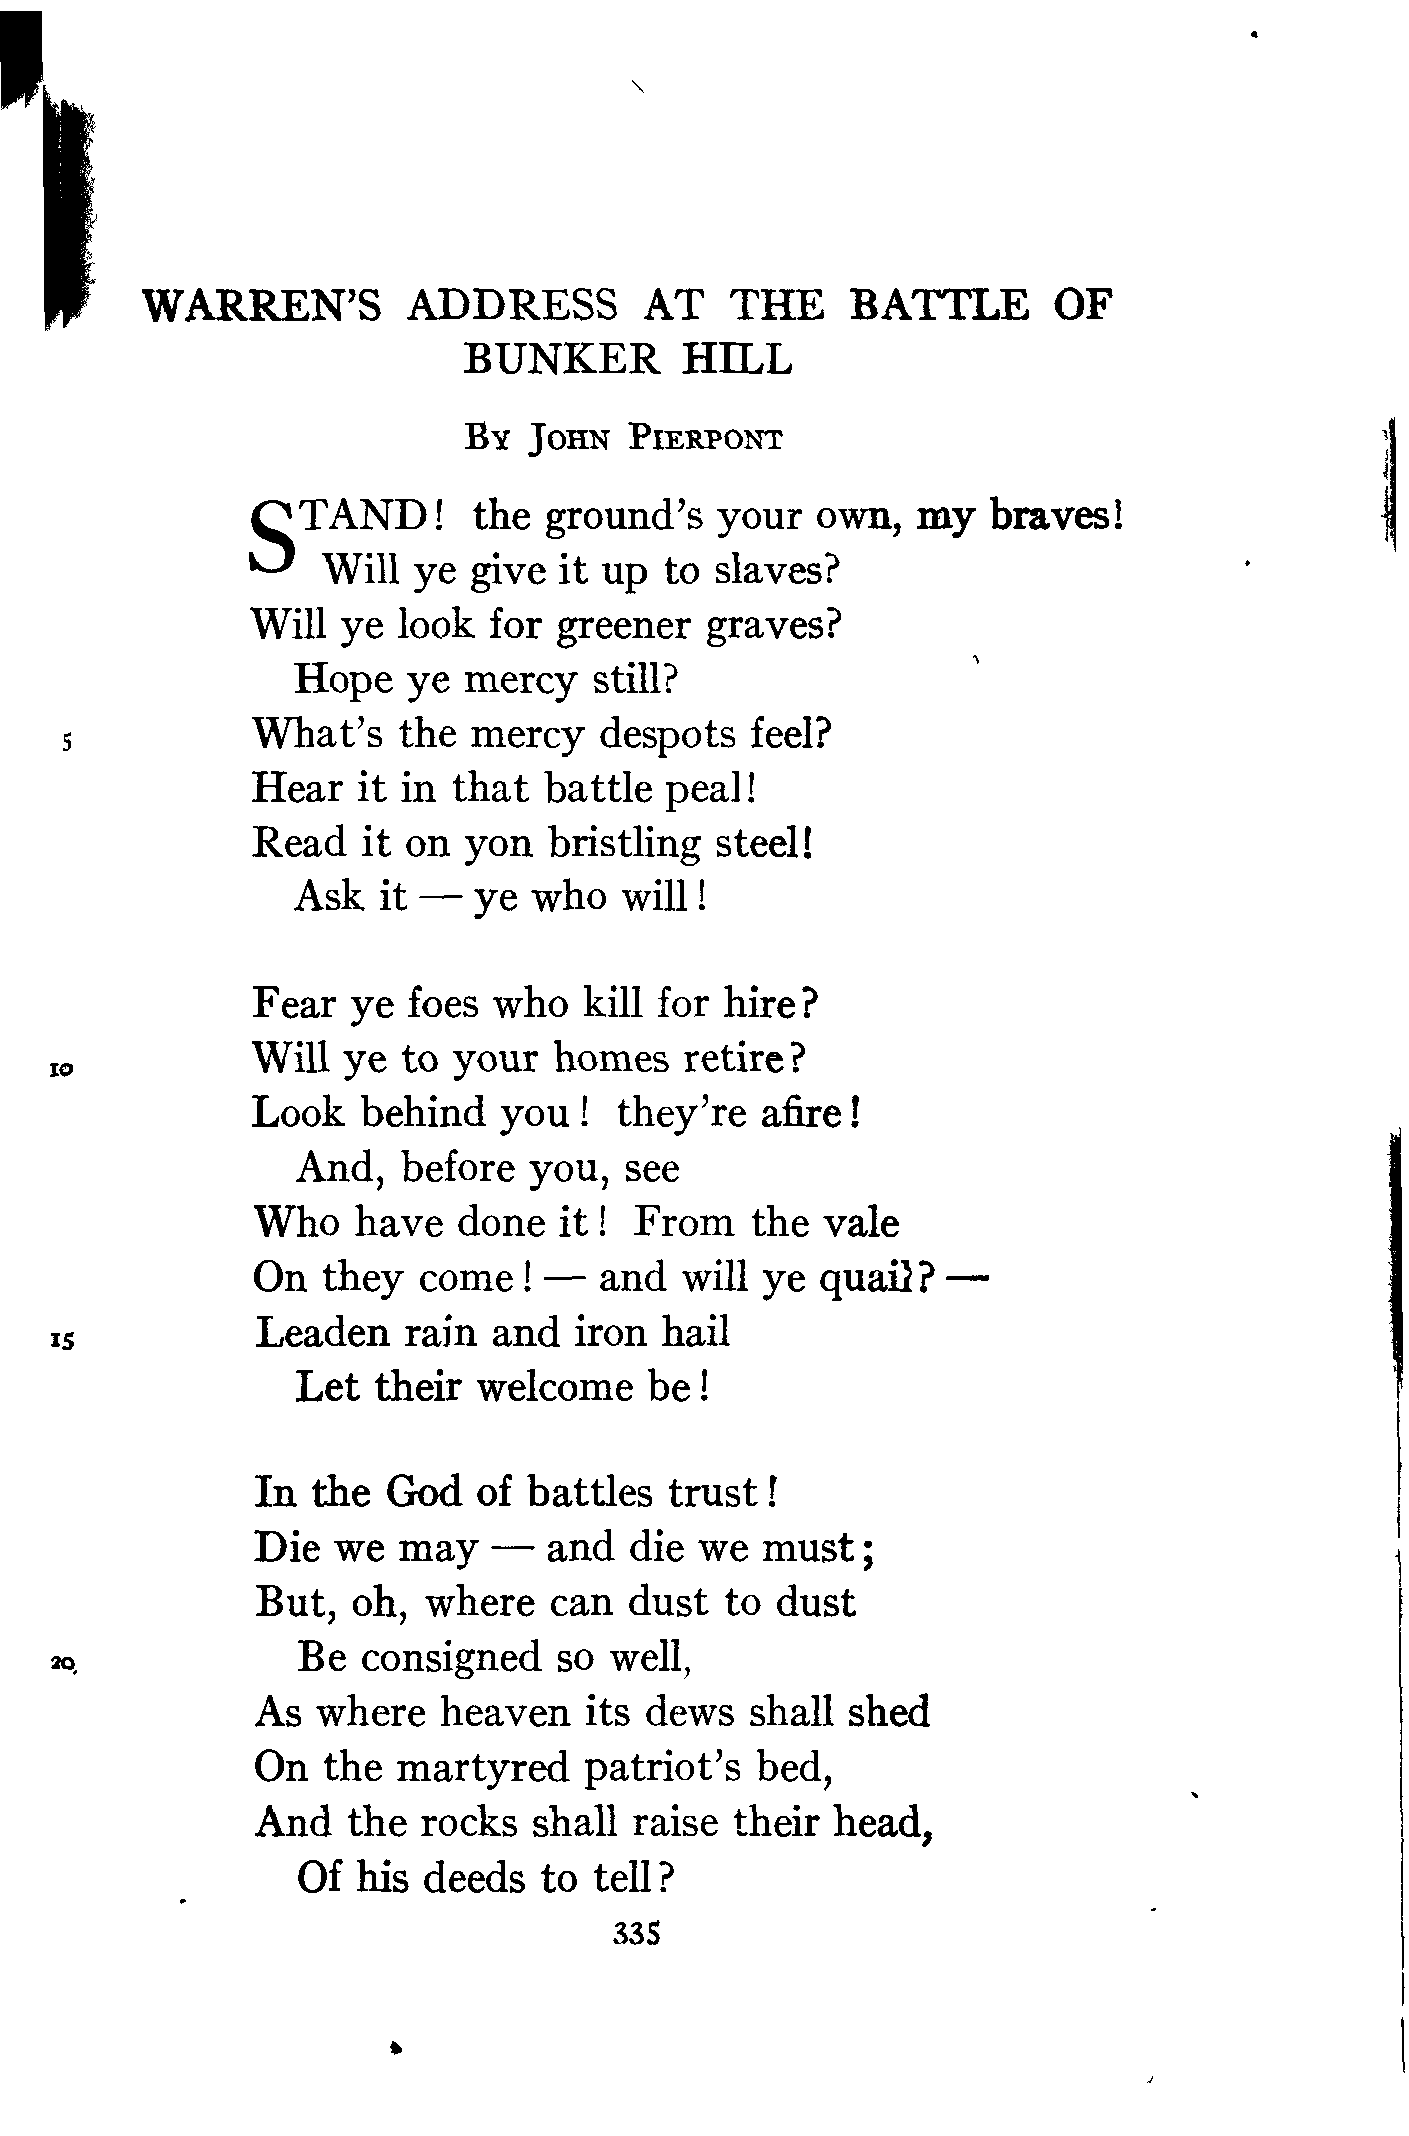 WARREN'S ADDRESS AT THE BATTLE OF
BUNKER HILL
By John Pierpont
STAND! the ground's your own, my braves!
Will ye give it up to slaves?
Will ye look for greener graves?
Hope ye mercy still?
5 What's the mercy despots feel?
Hear it in that battle peal!
Read it on yon bristling steel!
Ask it — ye who will!
Fear ye foes who kill for hire?
10 Will ye to your homes retire?
Look behind you! they're afire!
And, before you, see
Who have done it! From the vale
On they come! — and will ye quail? —
15 Leaden rain and iron hail
Let their welcome be!
In the God of battles trust!
Die we may — and die we must;
But, oh, where can dust to dust
20 Be consigned so well,
As where heaven its dews shall shed
On the martyred patriot's bed,
And the rocks shall raise their head,
Of his deeds to tell?
335